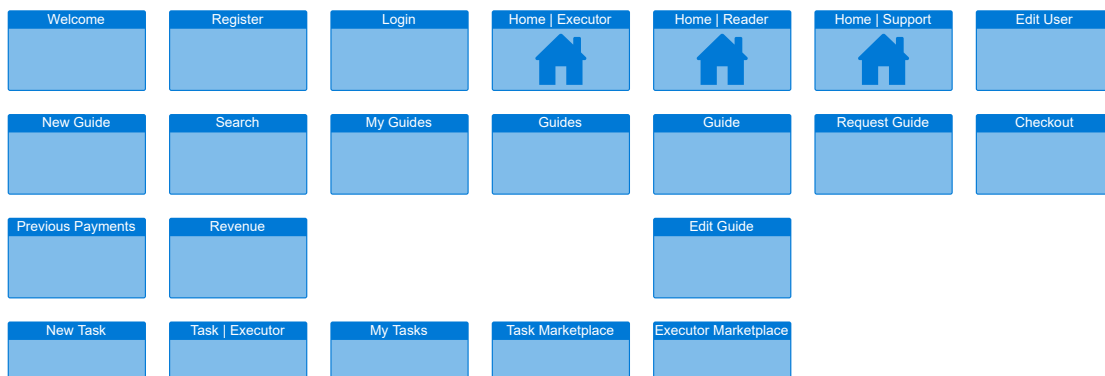 Welcome
Register
Login
Home | Executor
Home | Reader
Home | Support
Edit User
New Guide
Search
My Guides
Guides
Guide
Request Guide
Checkout
Previous Payments
Revenue
Edit Guide
New Task
Task | Executor
My Tasks
Task Marketplace
Executor Marketplace